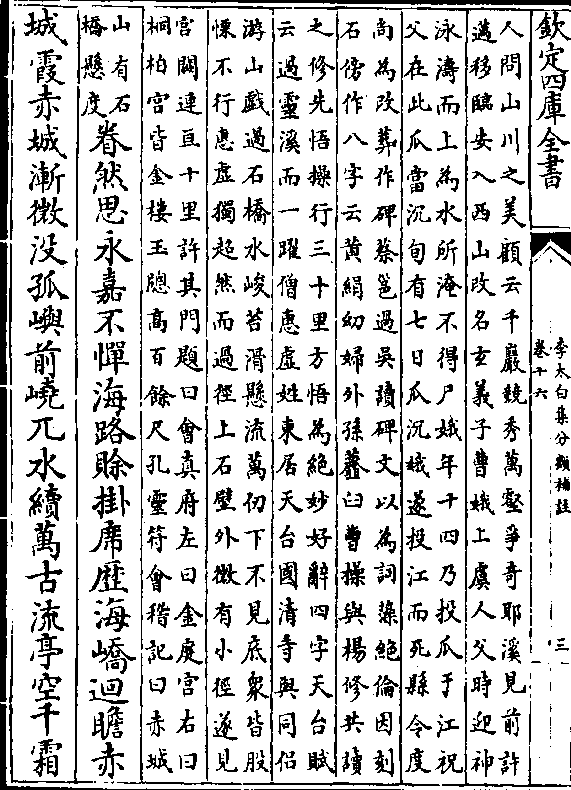 欽定四庫全書
李太白集分類補註
卷十六
三
人問山川之美顧云千巖競秀萬壑爭奇耶溪見前許
邁移臨安入西山改名玄義子曹娥上虞人父時迎神
泳濤而上為水所淹不得尸娥年十四乃投瓜于江祝
父在此瓜當沉旬有七日瓜沉娥遂投江而死縣令度
尚為改葬作碑蔡邕過吳讀碑文以為詞藻絕倫因刻
石傍作八字云黃絹幼婦外孫虀臼曹操與楊修共讀
之修先悟操行三十里方悟為絕妙好辭四字天台賦
云過靈溪而一躍僧惠虛姓東居天台國清寺與同侶
游山戲過石橋水峻苔滑懸流萬仞下不見底衆皆股
慄不行惠虛獨超然而過徑上石壁外微有小徑遂見
宫闕連亘十里許其門題曰會真府左曰金庭宫右曰
桐柏宫皆金樓玉牕高百餘尺孔靈符會稽記曰赤城
山有石
橋懸度
眷然思永嘉不憚海路賒掛席歷海嶠迴瞻赤
城霞赤城漸微没孤嶼前嶢兀水續萬古流亭空千霜